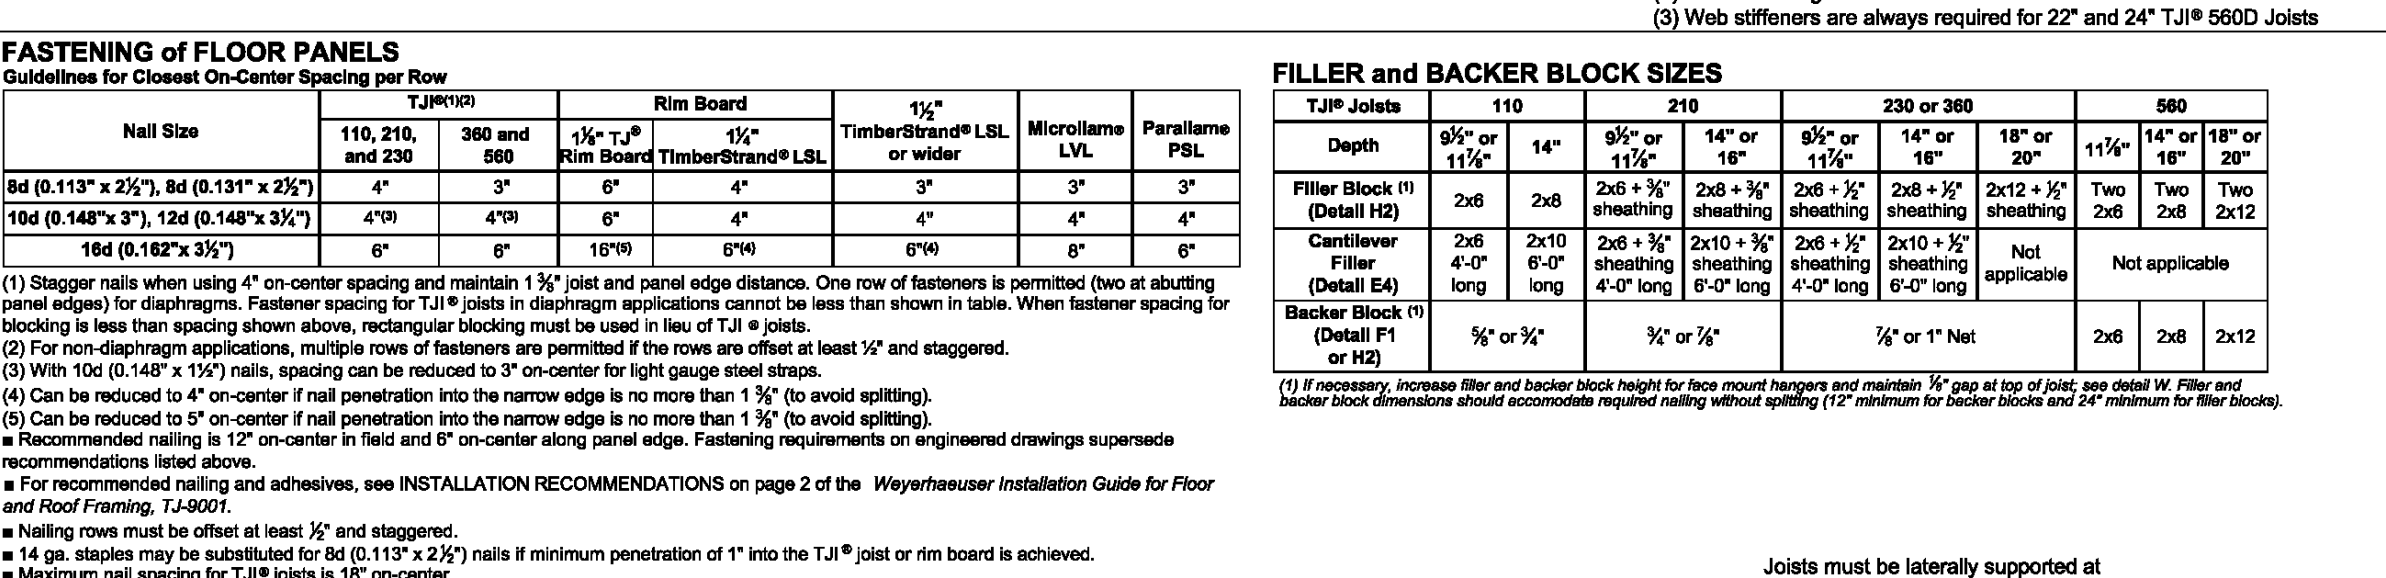 (3) Web stiffeners are always required for 22" and 24" TJI® 560D Joists
FASTENING of FLOOR PANELS
Guidelines for Closest On-Center Spacing per Row
Nail Size
TJI®(1)(2)
Rim Board
1½" TimberStrand® LSL or wider
Microllam® LVL
Parallam® PSL
110, 210, and 230
360 and 560
1⅛" TJ® Rim Board
1¼" TimberStrand® LSL
8d (0.113" x 2½"), 8d (0.131" x 2½") 4" 3" 6" 4" 3" 3" 3"
10d (0.148"x 3"), 12d (0.148"x 3¼") 4"(3) 4"(3) 6" 4" 4" 4" 4"
16d (0.162"x 3½") 6" 6" 16"(5) 6"(4) 6"(4) 8" 6"
(1) Stagger nails when using 4" on-center spacing and maintain 1 ⅜" joist and panel edge distance. One row of fasteners is permitted (two at abutting
panel edges) for diaphragms. Fastener spacing for TJI® joists in diaphragm applications cannot be less than shown in table. When fastener spacing for
blocking is less than spacing shown above, rectangular blocking must be used in lieu of TJI ® joists.
(2) For non-diaphragm applications, multiple rows of fasteners are permitted if the rows are offset at least ½" and staggered.
(3) With 10d (0.148" x 1½") nails, spacing can be reduced to 3" on-center for light gauge steel straps.
(4) Can be reduced to 4" on-center if nail penetration into the narrow edge is no more than 1 ⅜" (to avoid splitting).
(5) Can be reduced to 5" on-center if nail penetration into the narrow edge is no more than 1 ⅜" (to avoid splitting).
■ Recommended nailing is 12" on-center in field and 6" on-center along panel edge. Fastening requirements on engineered drawings supersede
recommendations listed above.
■ For recommended nailing and adhesives, see INSTALLATION RECOMMENDATIONS on page 2 of the Weyerhaeuser Installation Guide for Floor
and Roof Framing, TJ-9001.
■ Nailing rows must be offset at least ½" and staggered.
■ 14 ga. staples may be substituted for 8d (0.113" x 2½") nails if minimum penetration of 1" into the TJI® joist or rim board is achieved.
■ Maximum nail spacing for TJI® joists is 18" on-center
FILLER and BACKER BLOCK SIZES
TJI® Joists 110 210 230 or 360 560
Depth 9½" or 11⅞" 14" 9½" or 11⅞" 14" or 16" 9½" or 11⅞" 14" or 16" 18" or 20" 11⅞" 14" or 16" 18" or 20"
Filler Block (1) (Detail H2) 2x6 2x8 2x6 + ⅜" sheathing 2x8 + ⅜" sheathing 2x6 + ½" sheathing 2x8 + ½" sheathing 2x12 + ½" sheathing Two 2x6 Two 2x8 Two 2x12
Cantilever Filler (Detail E4) 2x6 4'-0" long 2x10 6'-0" long 2x6 + ⅜" sheathing 4'-0" long 2x10 + ⅜" sheathing 6'-0" long 2x6 + ½" sheathing 4'-0" long 2x10 + ½" sheathing 6'-0" long Not applicable Not applicable
Backer Block (1) (Detail F1 or H2) ⅝" or ¾" ¾" or ⅞" ⅞" or 1" Net 2x6 2x8 2x12
(1) If necessary, increase filler and backer block height for face mount hangers and maintain ⅛" gap at top of joist; see detail W. Filler and
backer block dimensions should accomodate required nailing without splitting (12" minimum for backer blocks and 24" minimum for filler blocks).
Joists must be laterally supported at